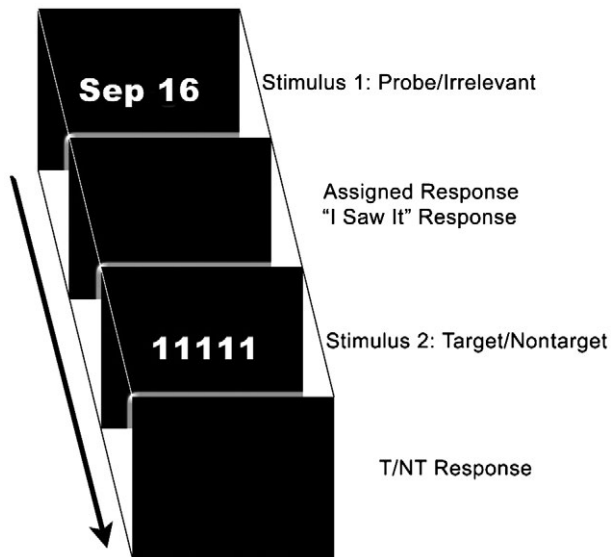 Sep 16
Stimulus 1: Probe/Irrelevant
Assigned Response
“I Saw It” Response
11111
Stimulus 2: Target/Nontarget
T/NT Response